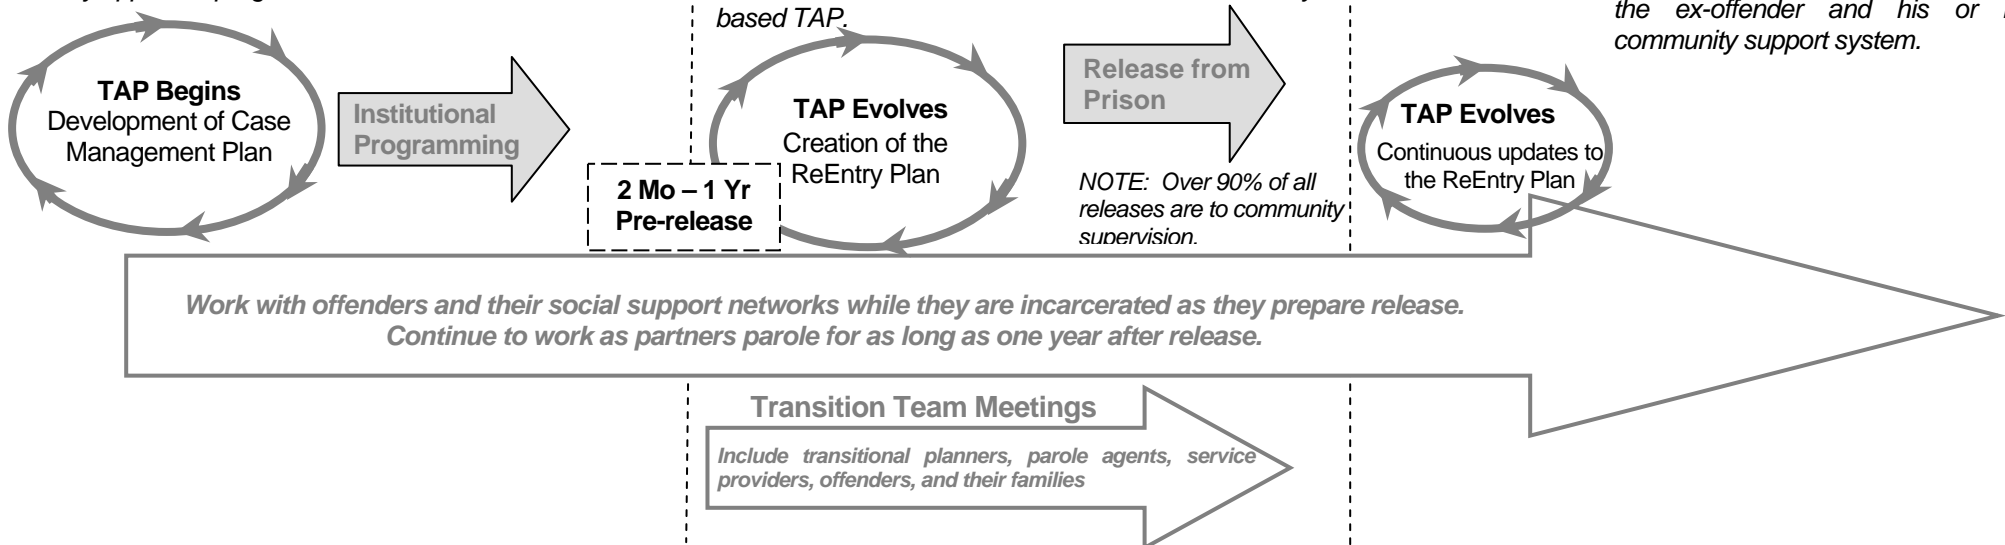 based TAP.
the ex-offender and his or
community support system.
TAP Begins
Development of Case
Management Plan
Institutional
Programming
2 Mo – 1 Yr
Pre-release
TAP Evolves
Creation of the
ReEntry Plan
Release from
Prison
NOTE: Over 90% of all
releases are to community
supervision.
TAP Evolves
Continuous updates to
the ReEntry Plan
Work with offenders and their social support networks while they are incarcerated as they prepare release.
Continue to work as partners parole for as long as one year after release.
Transition Team Meetings
Include transitional planners, parole agents, service
providers, offenders, and their families